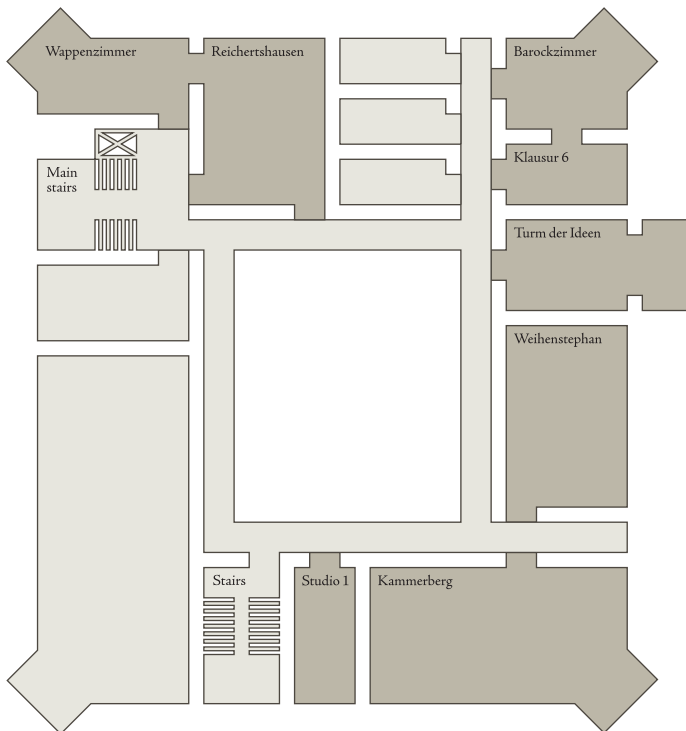 Wappenzimmer
Reichertshausen
Barockzimmer
Klausur 6
Main
stairs
Turm der Ideen
Weihenstephan
Stairs
Studio 1
Kammerberg